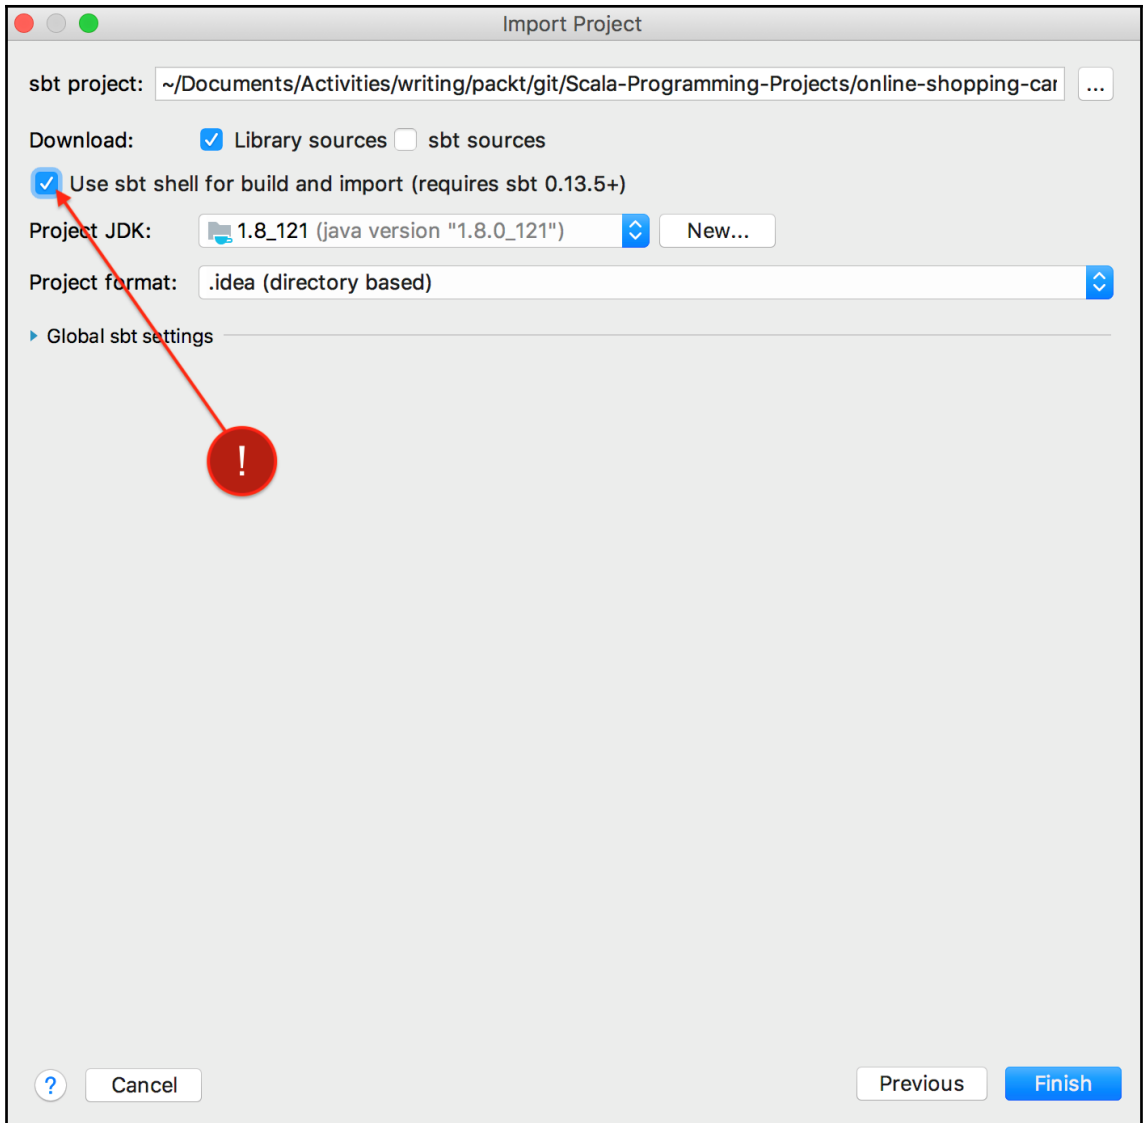 Import Project
sbt project: ~/Documents/Activities/writing/packt/git/Scala-Programming-Projects/online-shopping-car ...
Download: Library sources sbt sources
Use sbt shell for build and import (requires sbt 0.13.5+)
Project JDK: 1.8_121 (java version "1.8.0_121") New...
Project format: .idea (directory based)
Global sbt settings
!
? Cancel Previous Finish